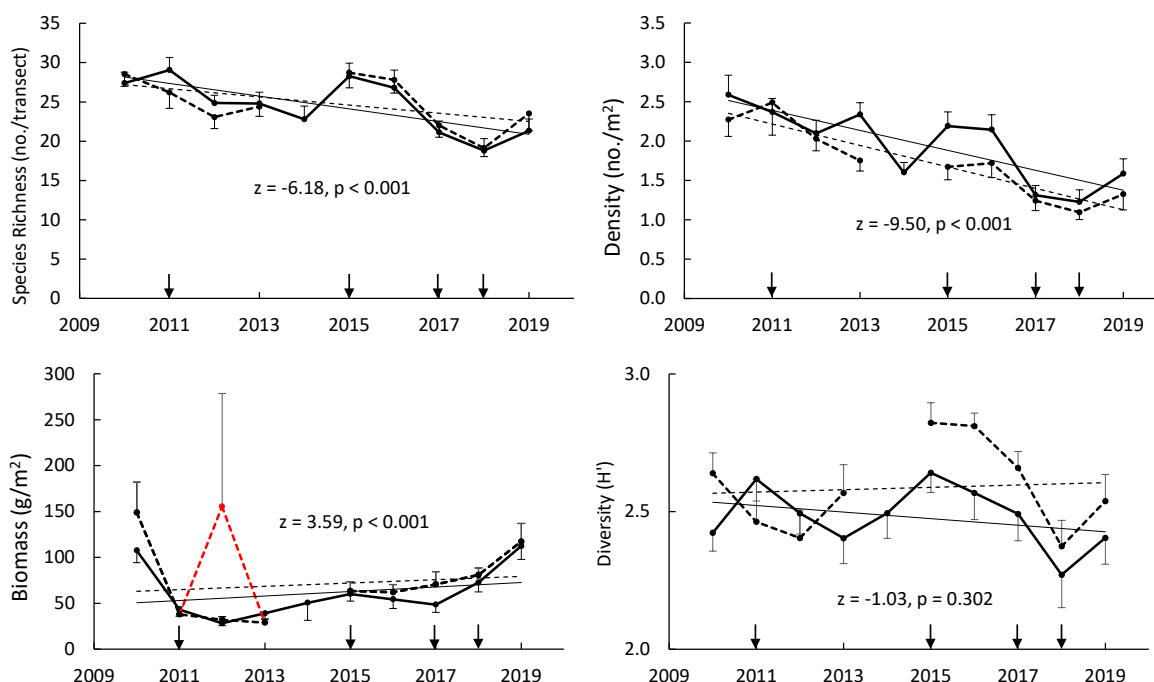 35
30
25
20
15
10
5
0
Species Richness (no./transect)
z = -6.18, p < 0.001
2009 2011 2013 2015 2017 2019
3.5
3.0
2.5
2.0
1.5
1.0
0.5
0.0
Density (no./m²)
z = -9.50, p < 0.001
2009 2011 2013 2015 2017 2019
300
250
200
150
100
50
0
Biomass (g/m²)
z = 3.59, p < 0.001
2009 2011 2013 2015 2017 2019
3.0
2.5
2.0
Diversity (H')
z = -1.03, p = 0.302
2009 2011 2013 2015 2017 2019